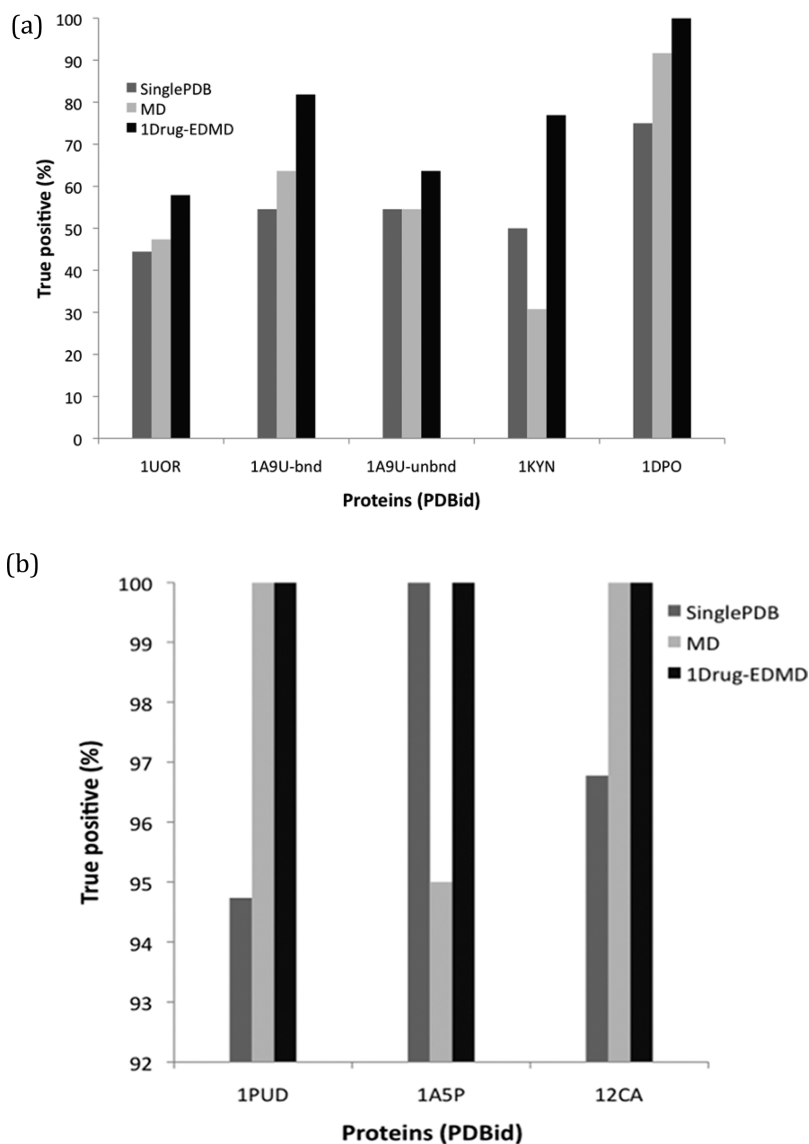 (a)
100
90
80
70
60
50
40
30
20
10
0
True positive (%)
SinglePDB
MD
1Drug-EDMD
1UOR
1A9U-bnd
1A9U-unbnd
1KYN
1DPO
Proteins (PDBid)
(b)
100
99
98
97
96
95
94
93
92
True positive (%)
SinglePDB
MD
1Drug-EDMD
1PUD
1A5P
12CA
Proteins (PDBid)